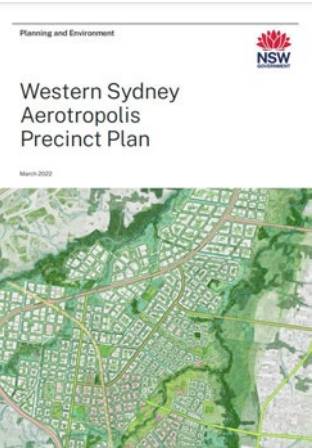 Planning and Environment
NSW
GOVERNMENT
Western Sydney
Aerotropolis
Precinct Plan
March 2022